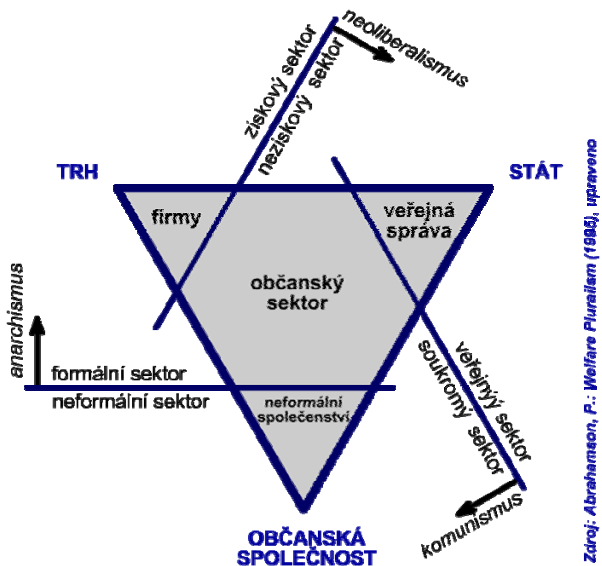 neoliberalismus
ziskový sektor
neziskový sektor
TRH
STÁT
firmy
veřejná
správa
občanský
sektor
anarchismus
formální sektor
neformální sektor
neformální
společenství
veřejnýý sektor
soukromý sektor
komunismus
OBČANSKÁ
SPOLEČNOST
Zdroj: Abrahamson, P.: Welfare Pluralism (1995), upraveno